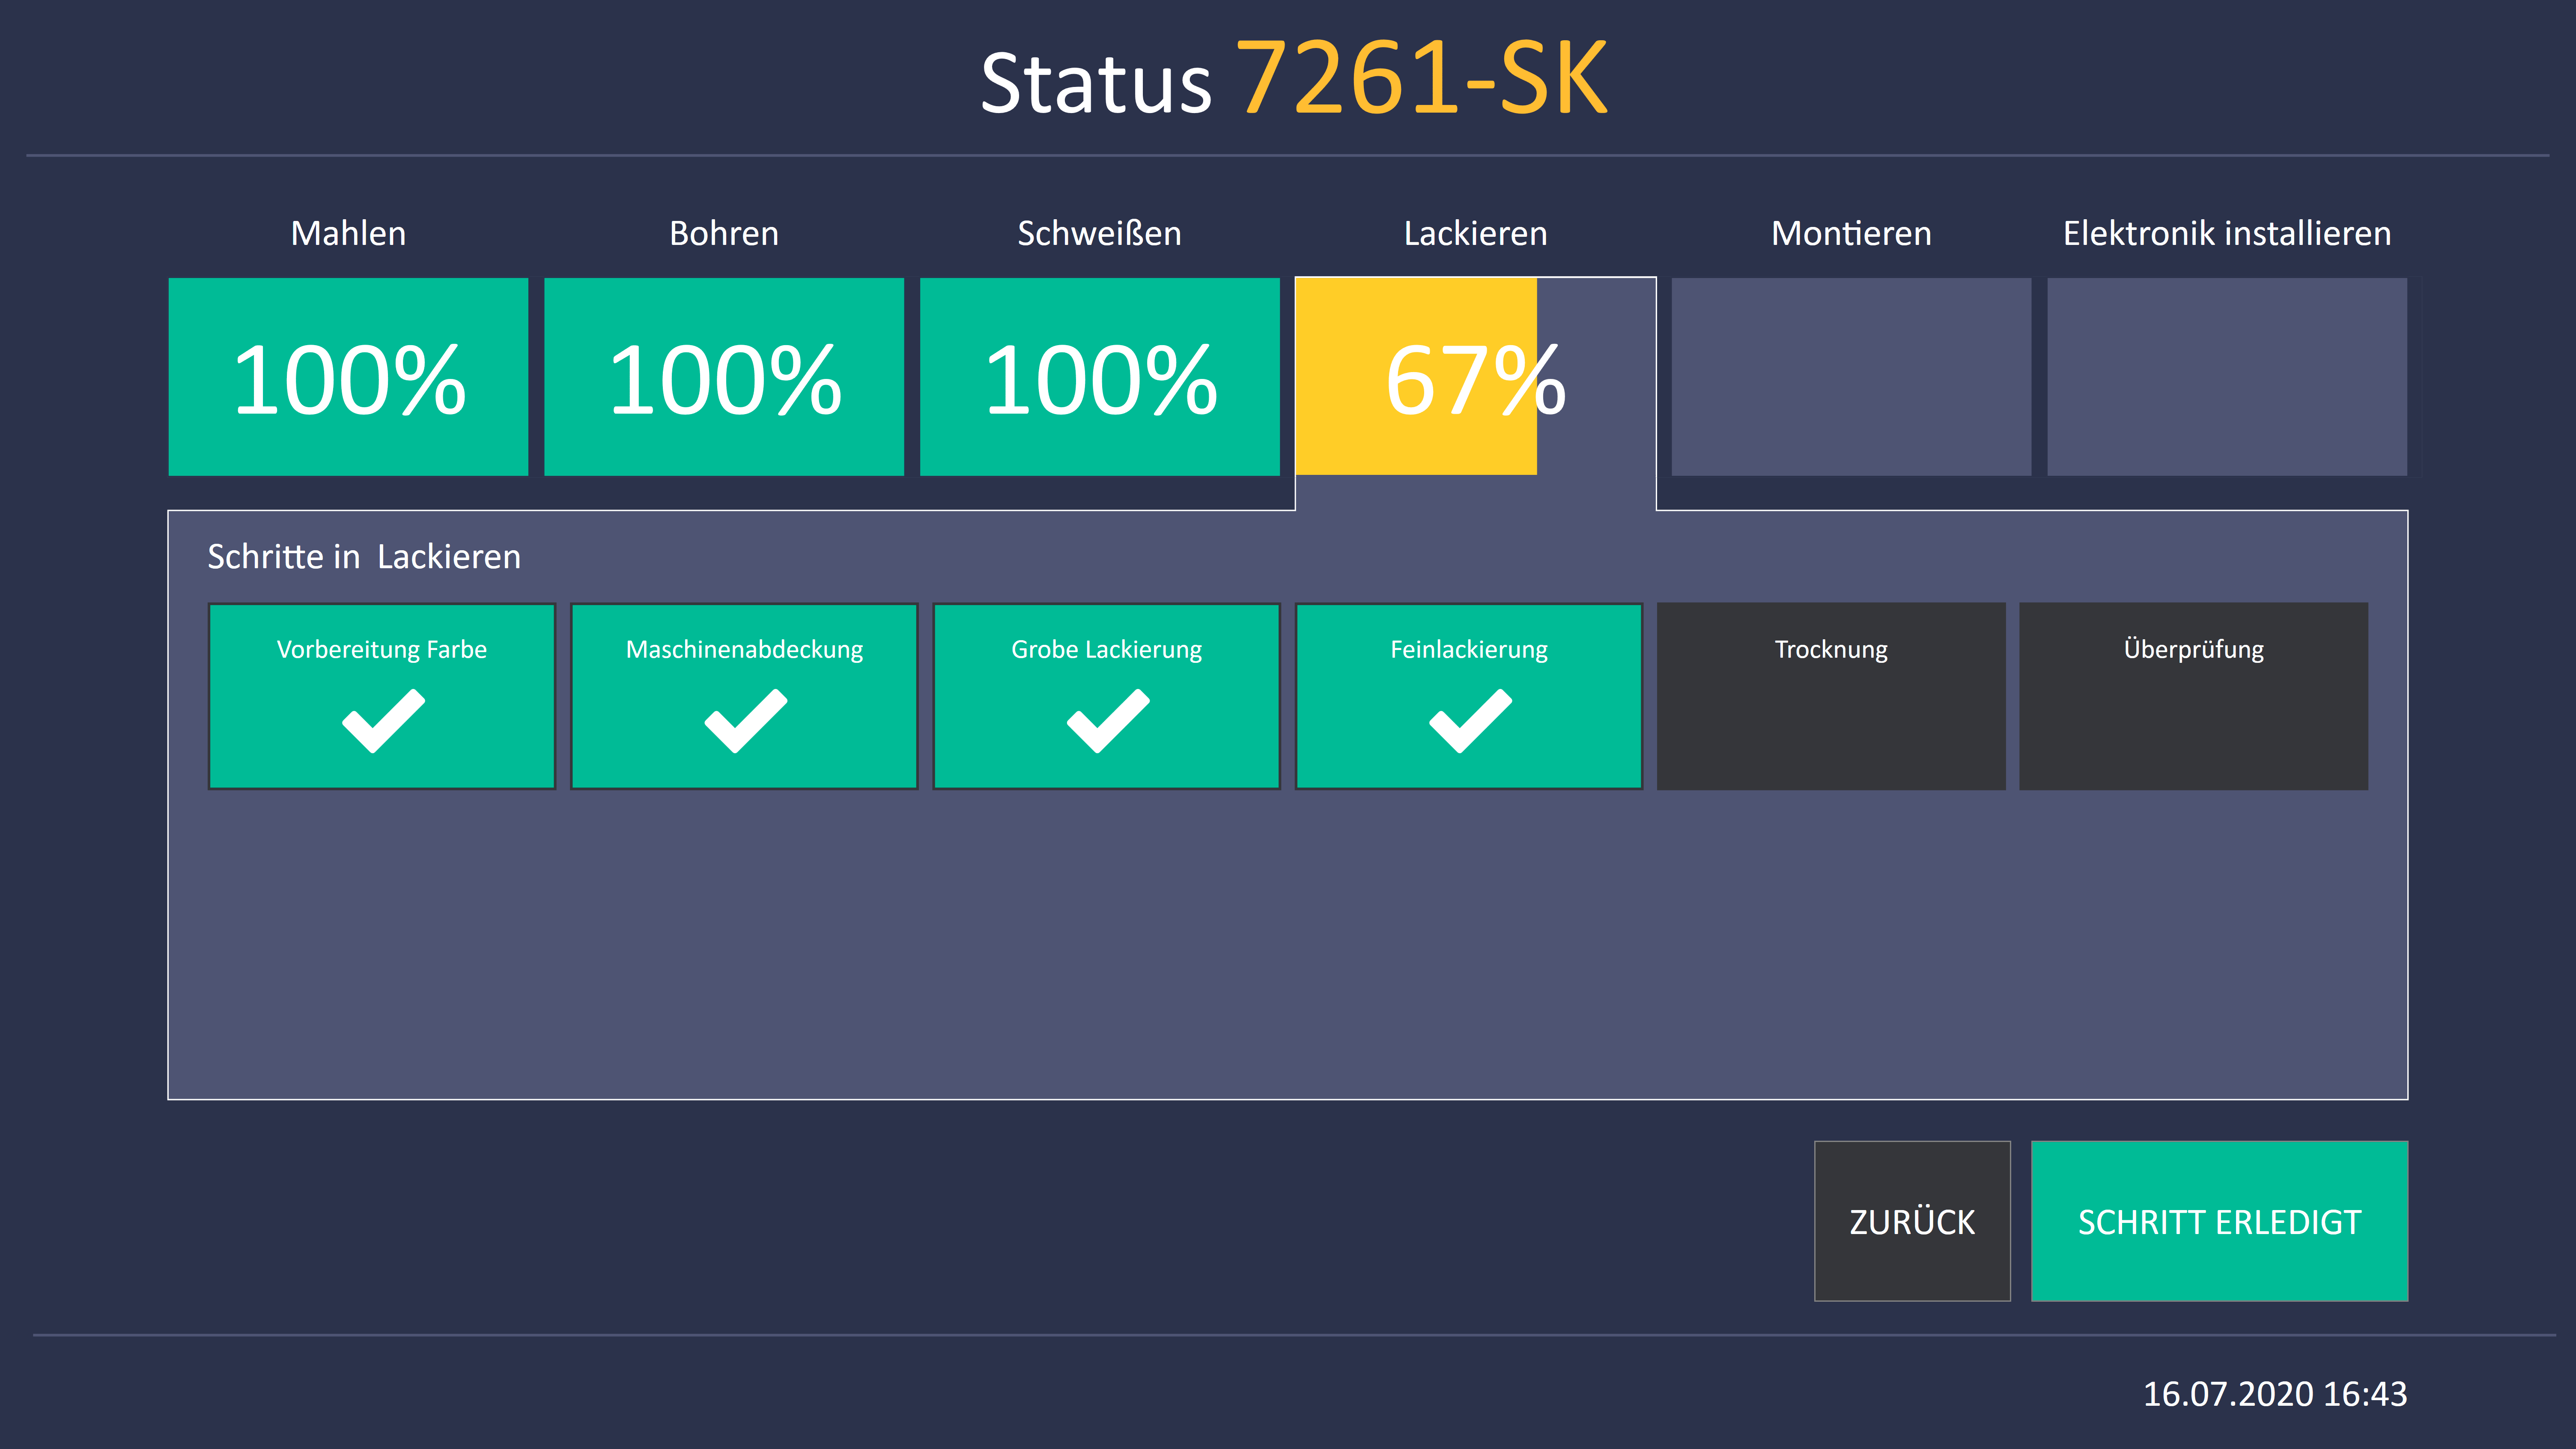 Status 7261-SK
Mahlen Bohren Schweißen Lackieren Montieren Elektronik installieren
100% 100% 100% 67%
Schritte in Lackieren
Vorbereitung Farbe Maschinenabdeckung Grobe Lackierung Feinlackierung Trocknung Überprüfung
ZURÜCK SCHRITT ERLEDIGT
16.07.2020 16:43